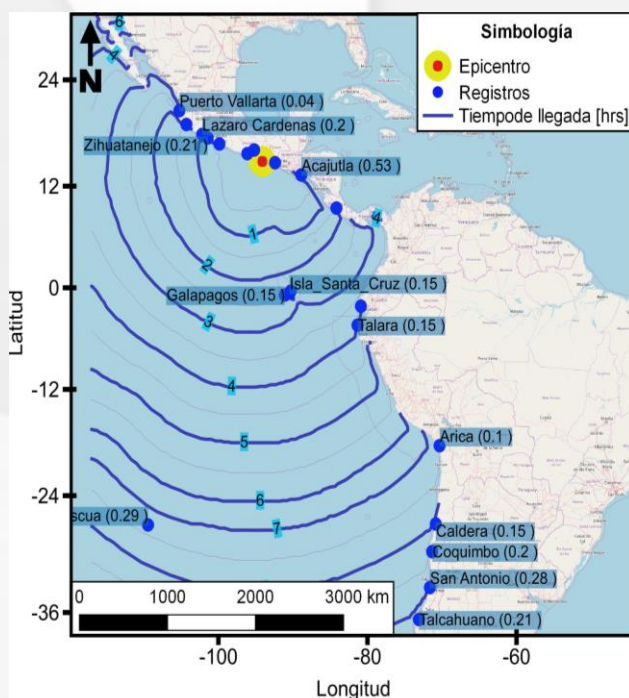 Simbología
Epicentro
Registros
Tiempode llegada [hrs]
N
6
4
24
12
0
-12
-24
-36
Latitud
Puerto Vallarta (0.04 )
Lazaro Cardenas (0.2 )
Zihuatanejo (0.21 )
Acajutla (0.53 )
4
1
2
Isla_Santa_Cruz (0.15 )
Galapagos (0.15 )
3
Talara (0.15 )
4
5
Arica (0.1 )
6
7
scua (0.29 )
Caldera (0.15 )
Coquimbo (0.2 )
San Antonio (0.28 )
Talcahuano (0.21 )
0 1000 2000 3000 km
-100 -80 -60
Longitud